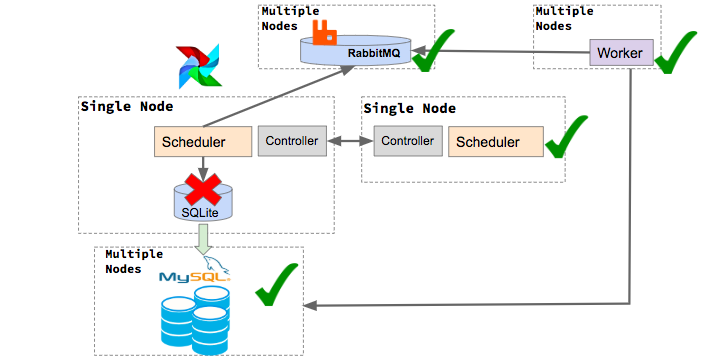 Multiple
Nodes
RabbitMQ
Multiple
Nodes
Worker
Single Node
Scheduler
Controller
SQLite
Single Node
Controller
Scheduler
Multiple
Nodes
MySQL